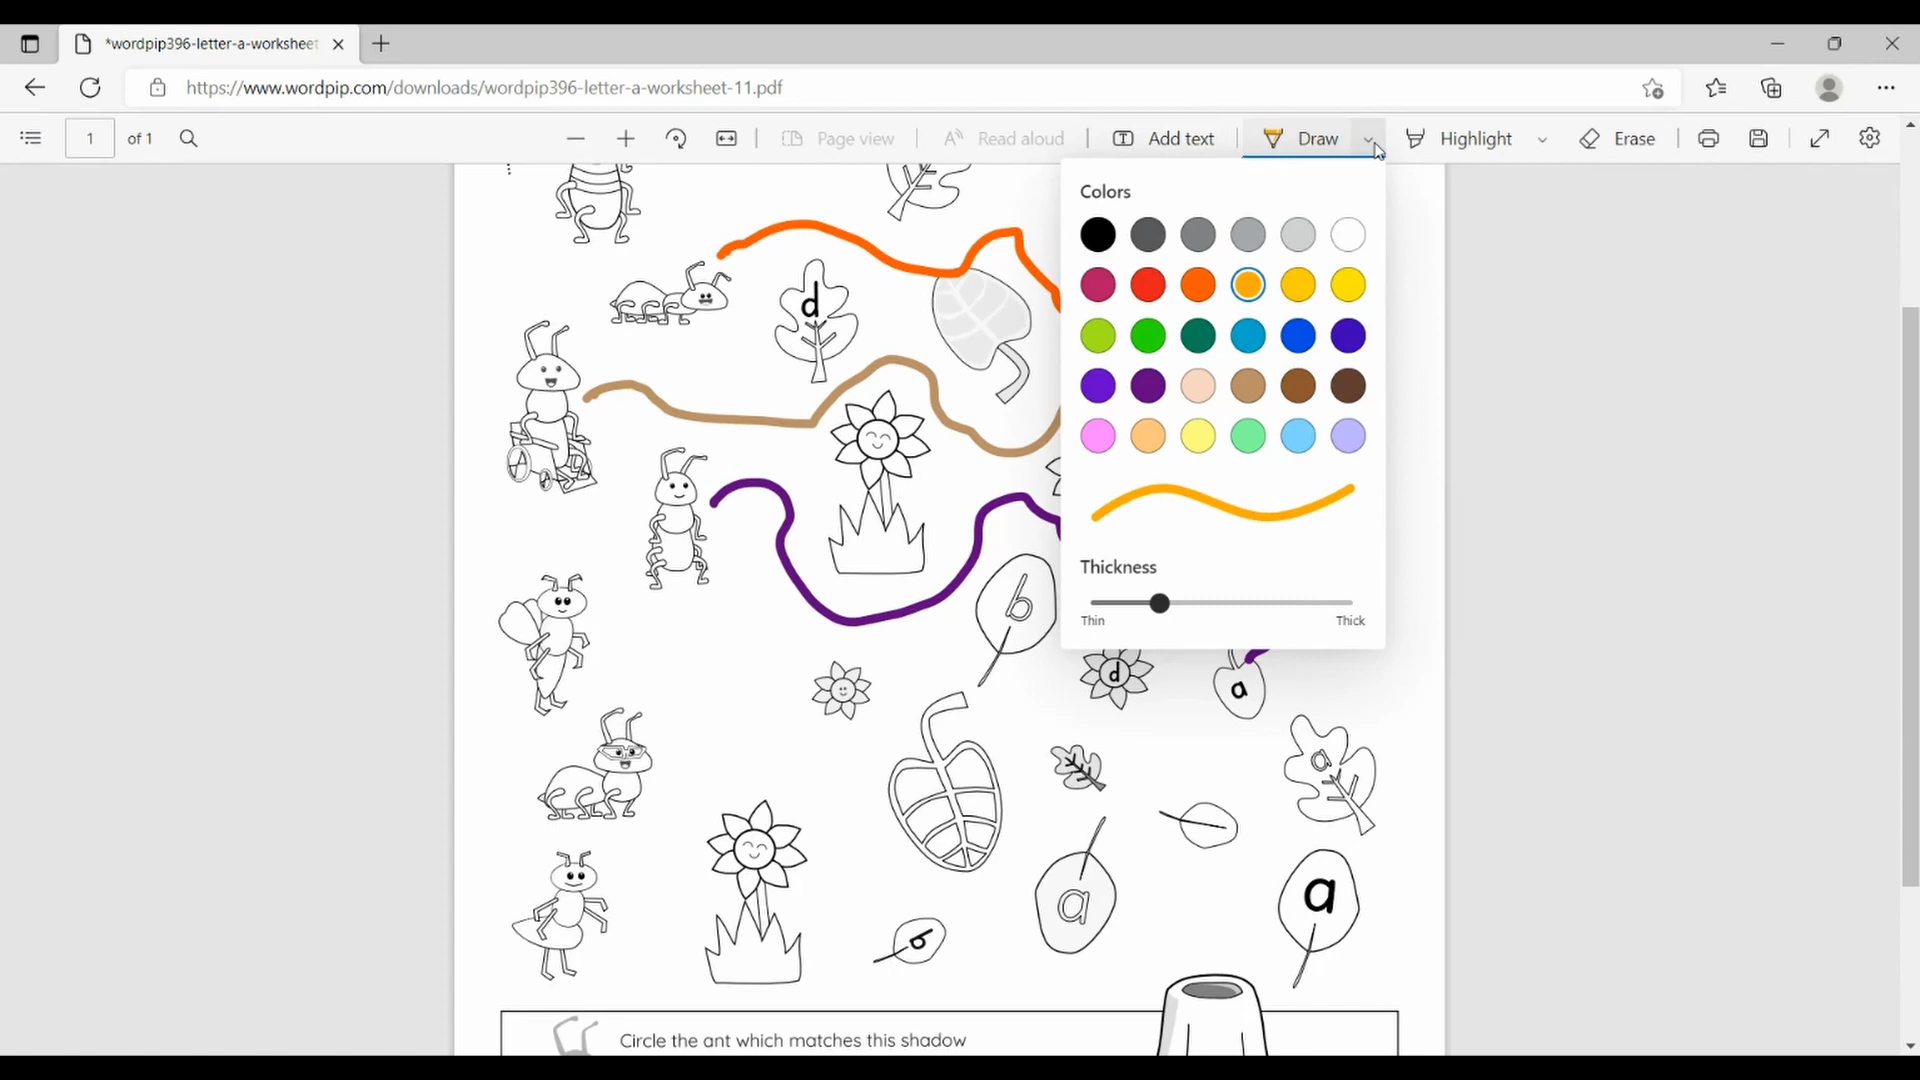 *wordpip396-letter-a-worksheet
https://www.wordpip.com/downloads/wordpip396-letter-a-worksheet-11.pdf
1 of 1 Page view Read aloud Add text Draw Highlight Erase
Colors
d
b
Thickness
Thin Thick
d
a
a
a
a
Circle the ant which matches this shadow